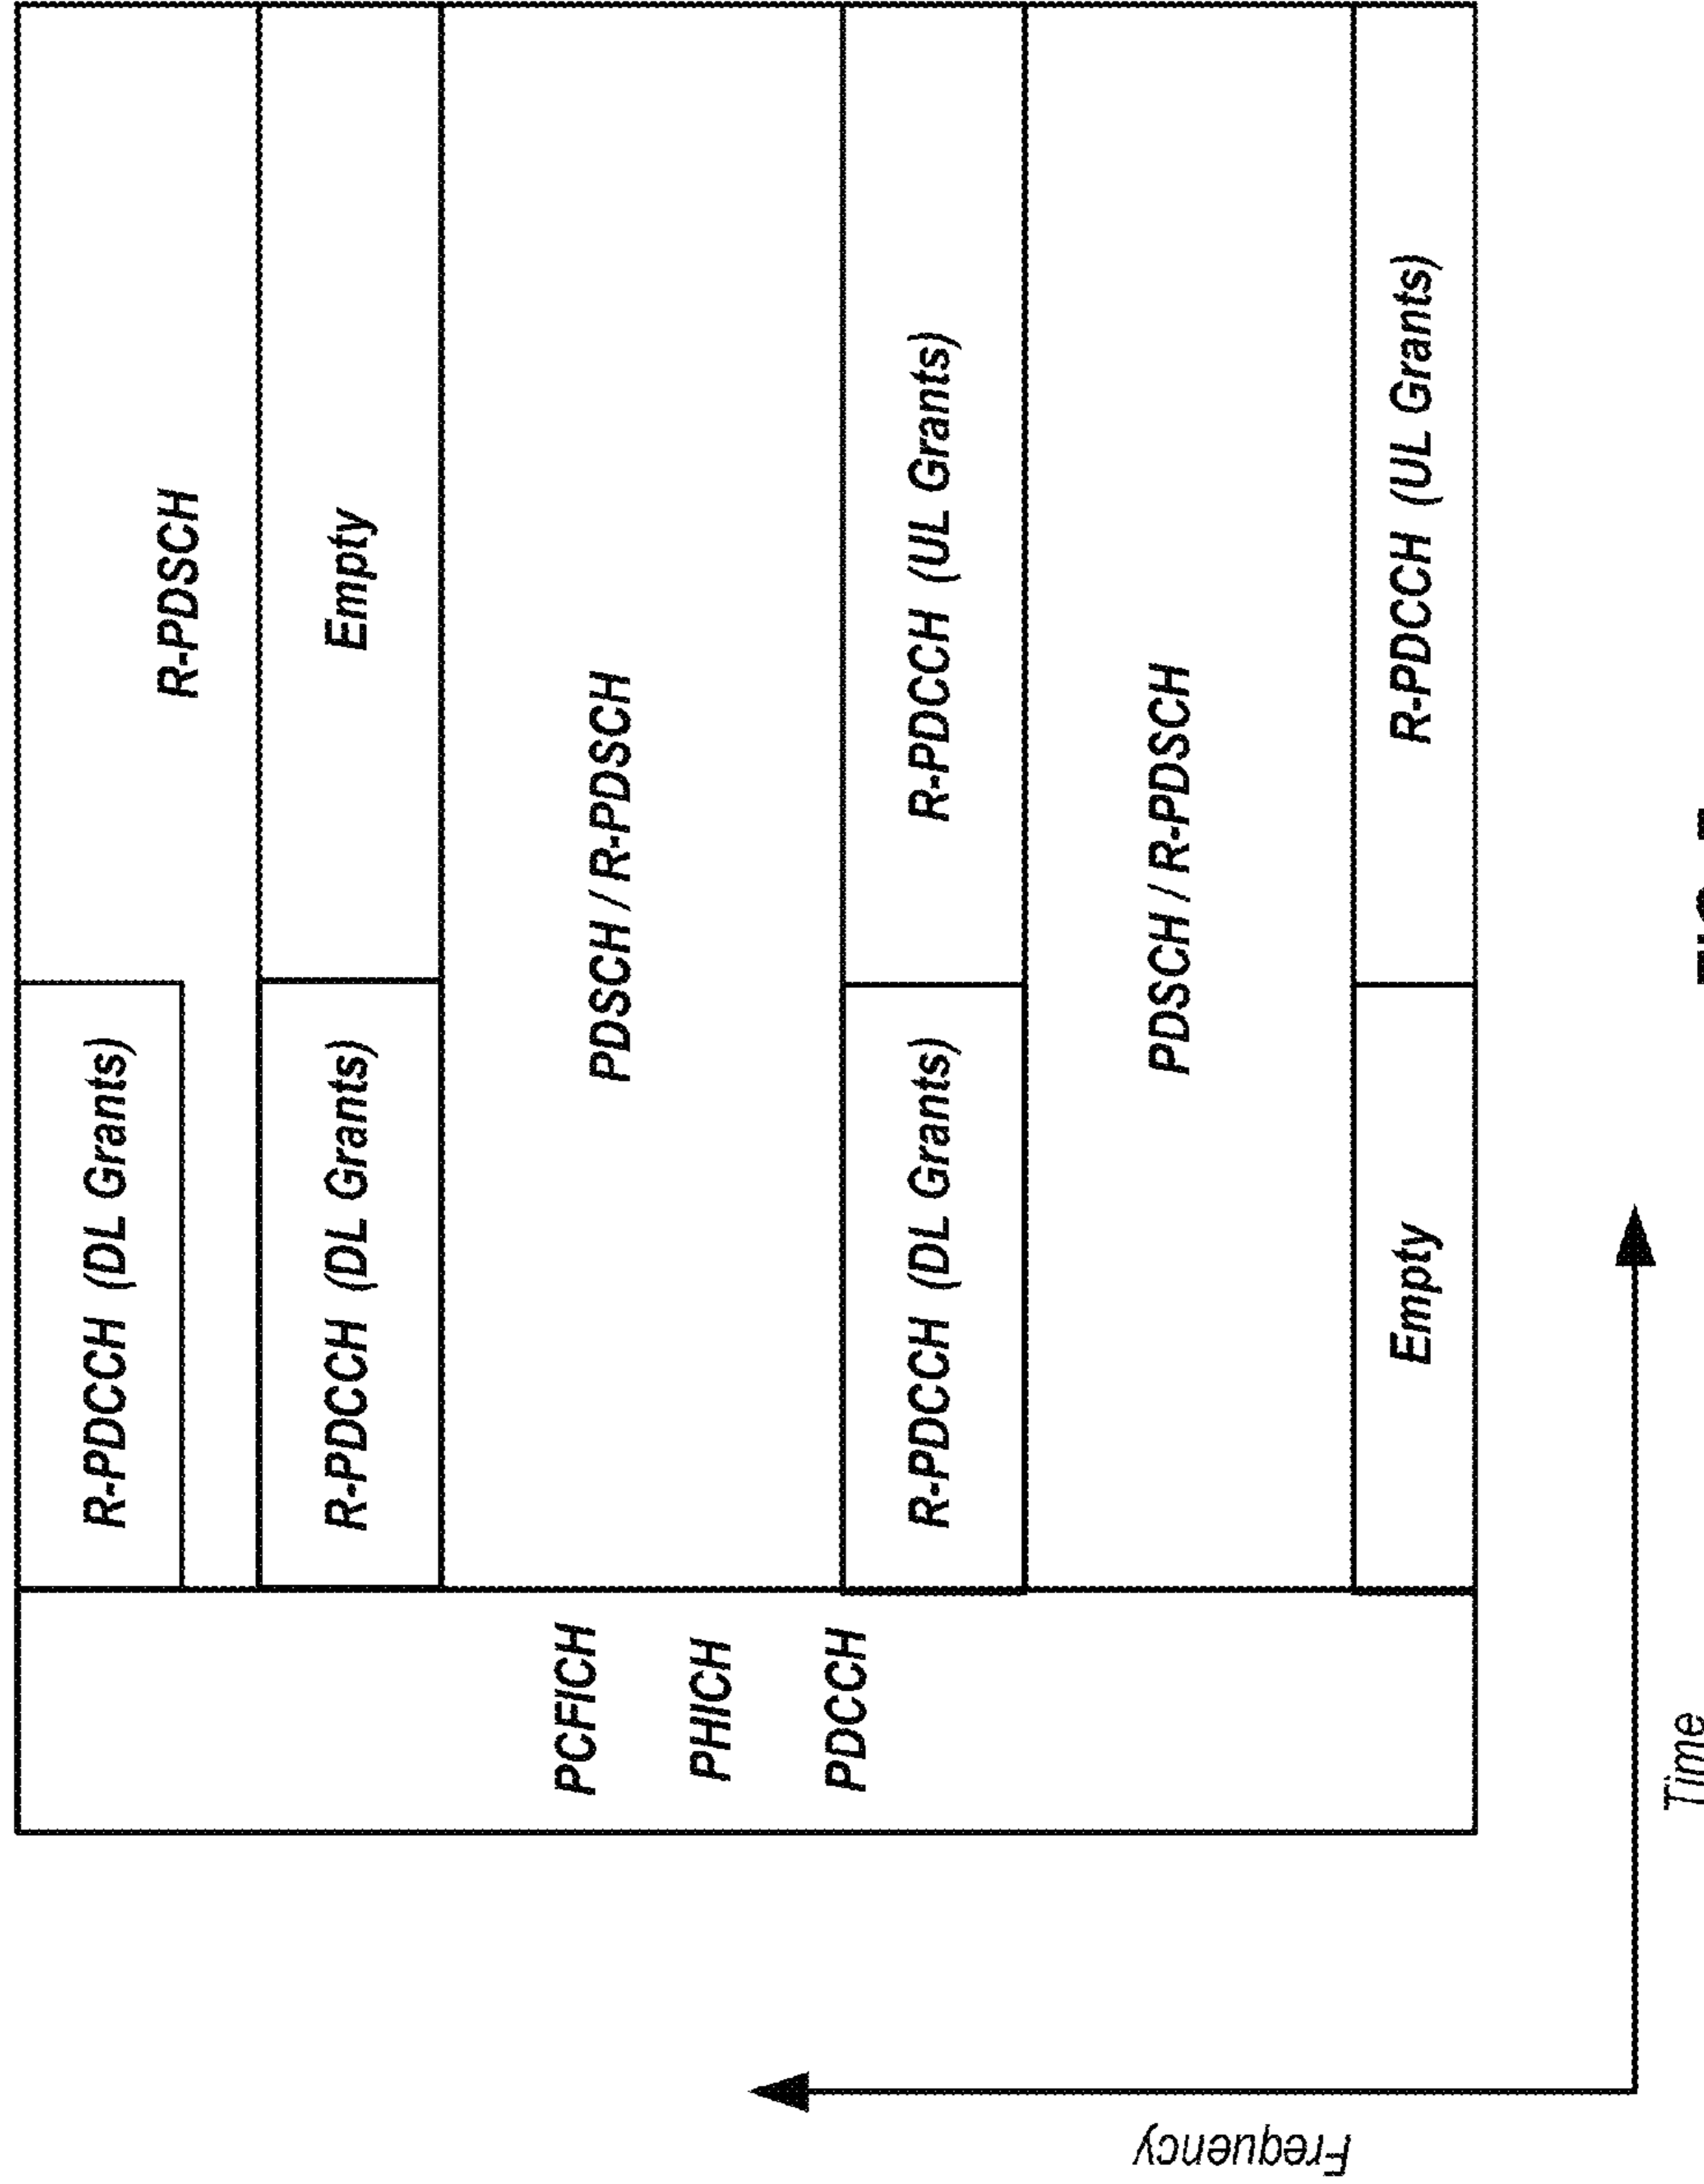 R-PDCCH (DL Grants)
R-PDSCH
R-PDCCH (DL Grants)
Empty
PCFICH
PHICH
PDCCH
PDSCH / R-PDSCH
R-PDCCH (DL Grants)
R-PDCCH (UL Grants)
PDSCH / R-PDSCH
Empty
R-PDCCH (UL Grants)
Frequency
Time